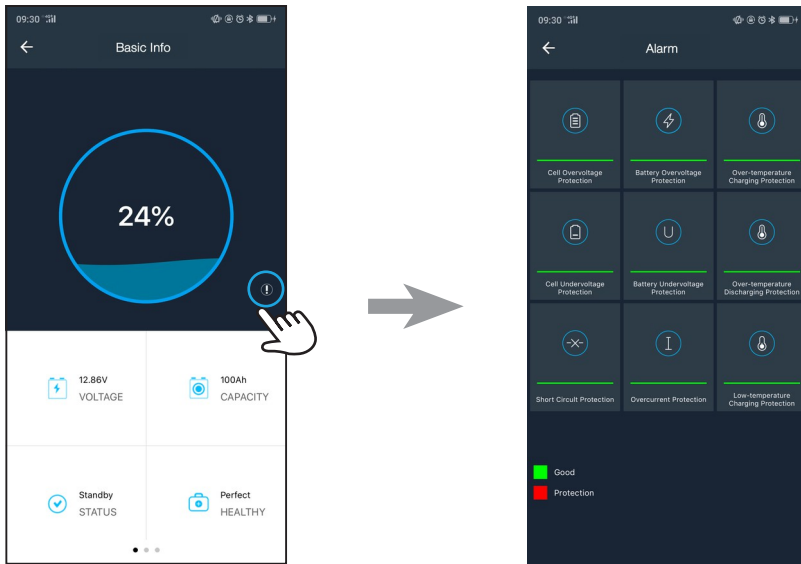 09:30
Basic Info
24%
12.86V
VOLTAGE
100Ah
CAPACITY
Standby
STATUS
Perfect
HEALTHY
09:30
Alarm
Cell Overvoltage
Protection
Battery Overvoltage
Protection
Over-temperature
Charging Protection
Cell Undervoltage
Protection
Battery Undervoltage
Protection
Over-temperature
Discharging Protection
Short Circult Protection
Overcurrent Protection
Low-temperature
Charging Protection
Good
Protection